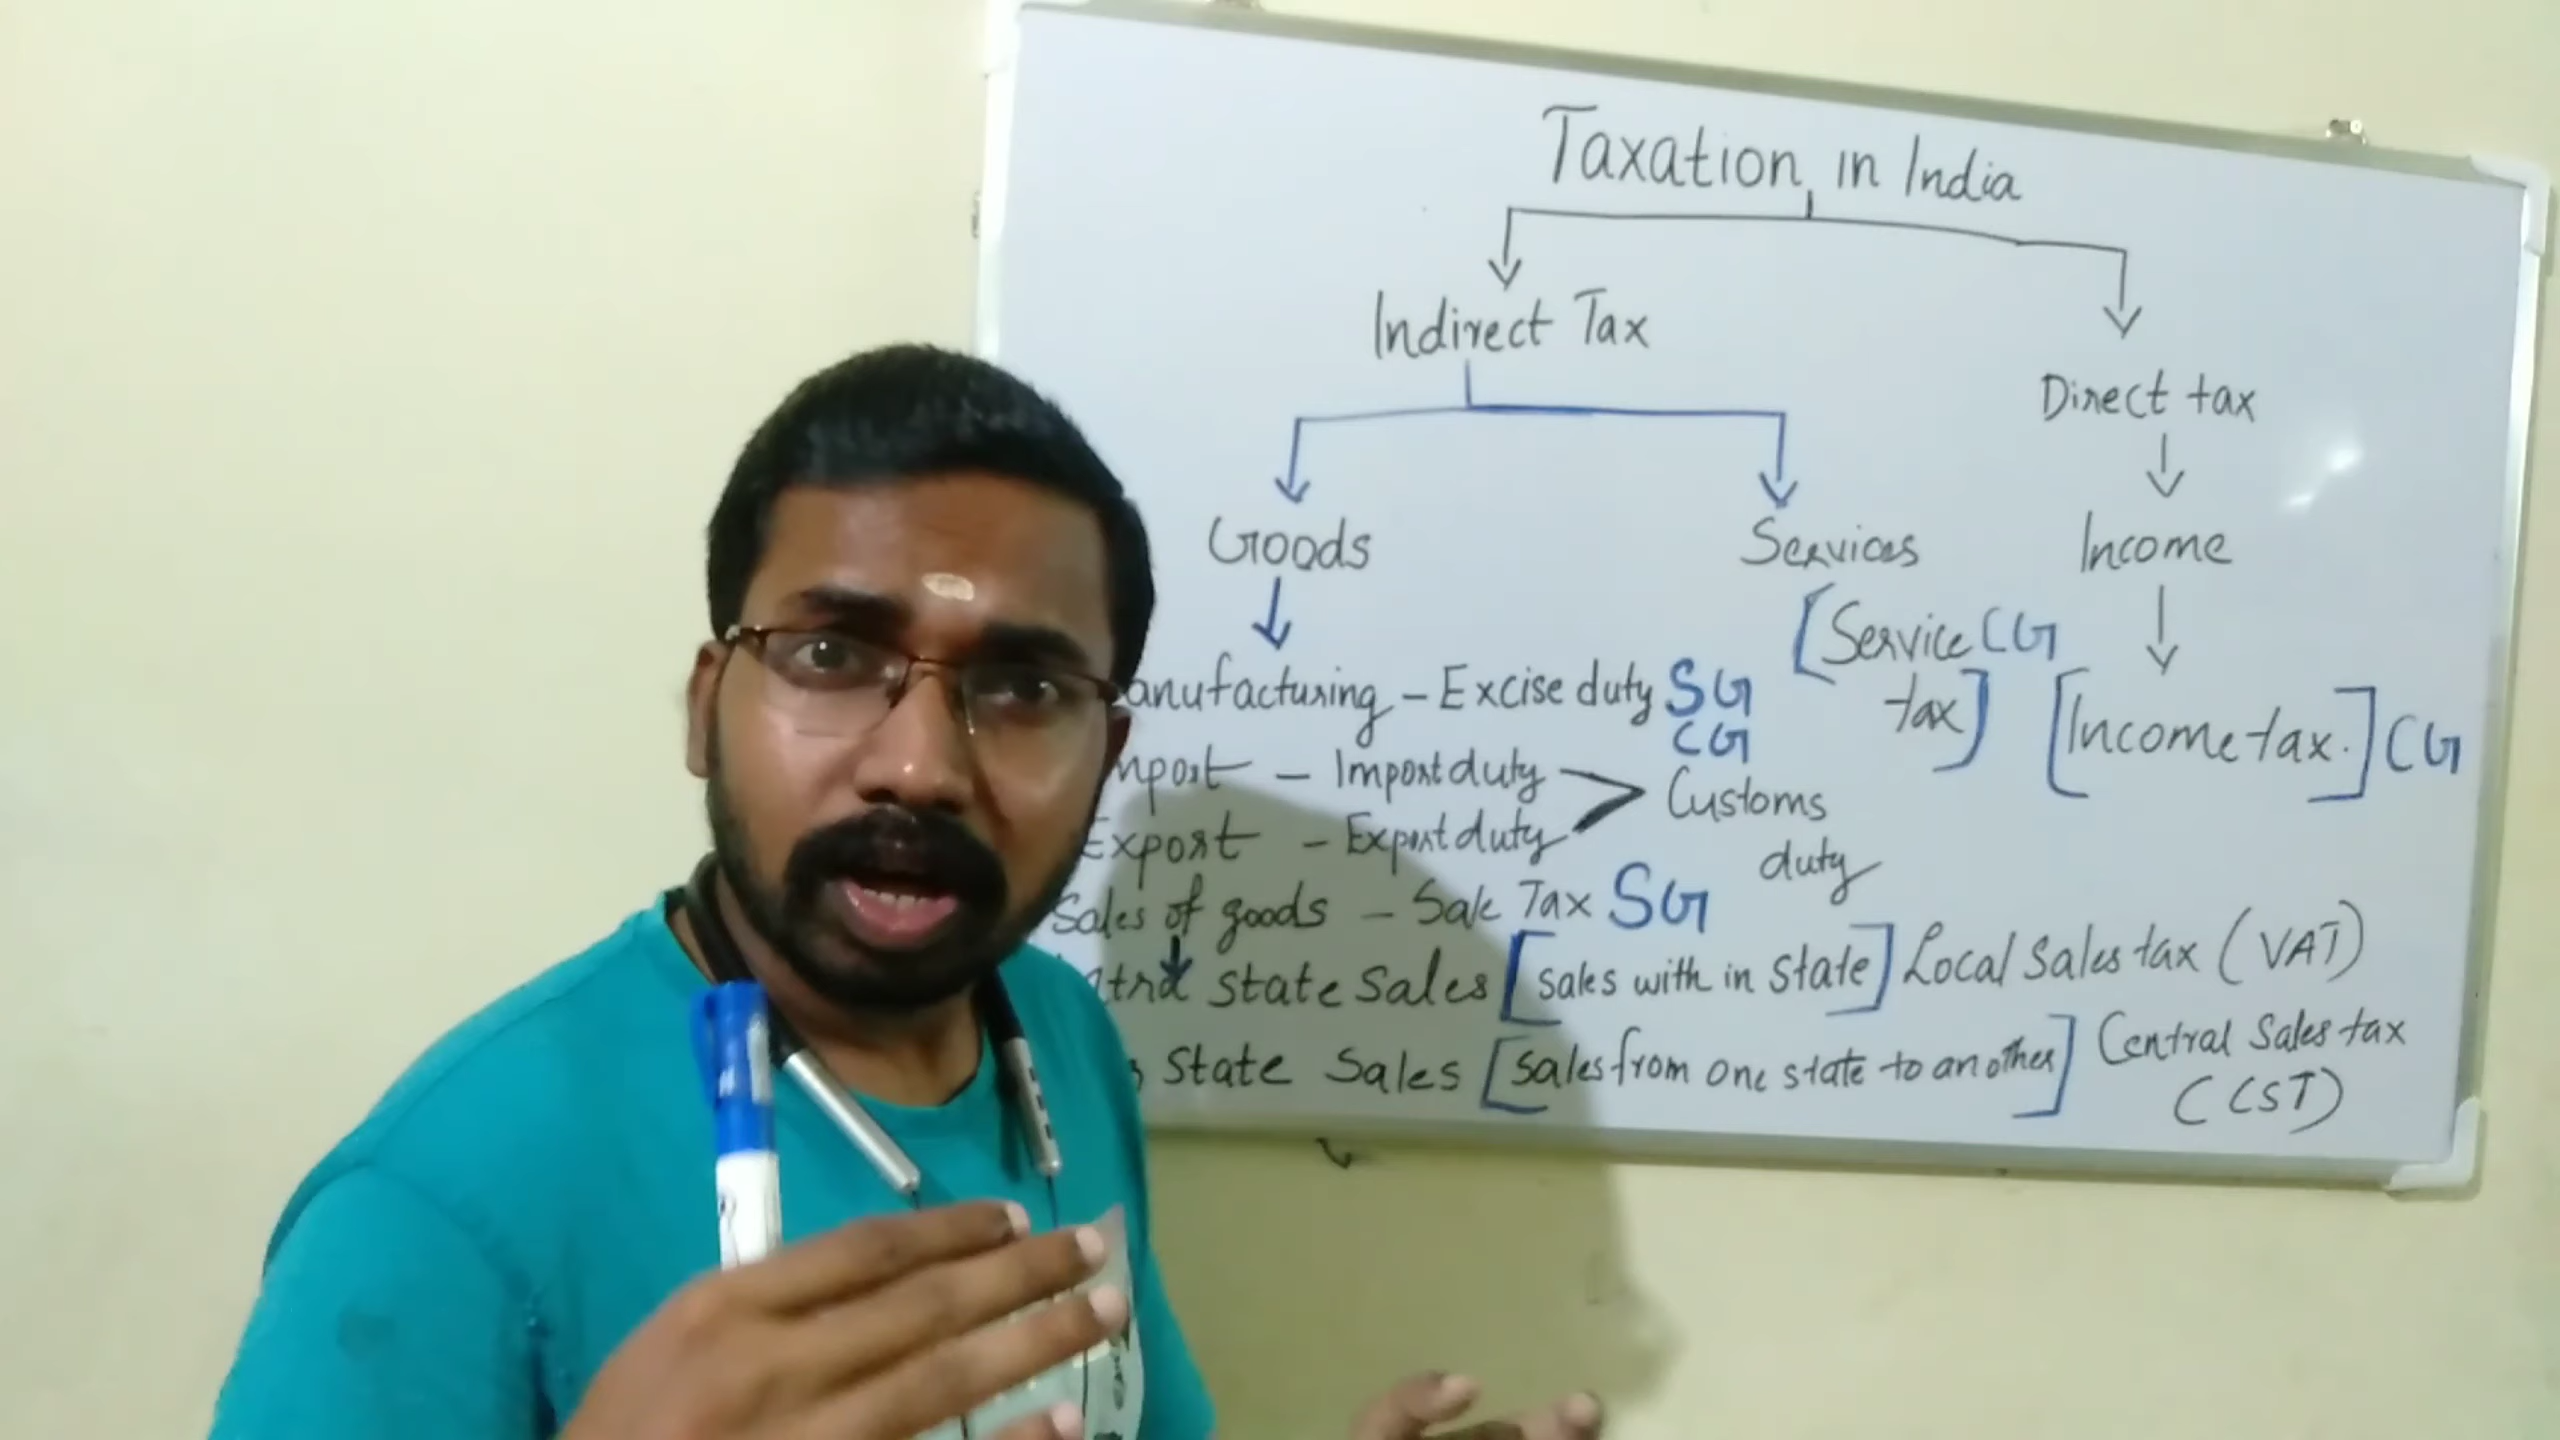 Taxation in India
Indirect Tax
Direct tax
Goods
Services
Income
[Service CG
tax]
anufacturing - Excise duty SG
CG
[Income tax.] CG
mport - Import duty
Customs
duty
Export - Export duty
Sales of goods - Sale Tax SG
state Sales [sales with in state] Local Sales tax (VAT)
State Sales [sales from one state to another] Central Sales tax
(CST)